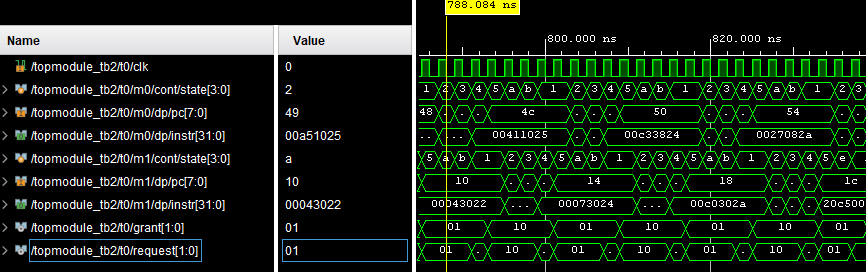 788.084 ns
Name Value
800.000 ns 820.000 ns
/topmodule_tb2/t0/clk 0
/topmodule_tb2/t0/m0/cont/state[3:0] 2 1 2 3 4 5 a b 1 2 3 4 5 a b 1 2 3 4 5 a b 1
/topmodule_tb2/t0/m0/dp/pc[7:0] 49 48 . . . 4c . . . 50 . . . 54
/topmodule_tb2/t0/m0/dp/instr[31:0] 00a51025 ... ... 00411025 . . 00c33824 . . 0027082a
/topmodule_tb2/t0/m1/cont/state[3:0] a 5 a b 1 2 3 4 5 a b 1 2 3 4 5 a b 1 2 3 4 5 e
/topmodule_tb2/t0/m1/dp/pc[7:0] 10 10 . . . 14 . . . 18 . . . 1c
/topmodule_tb2/t0/m1/dp/instr[31:0] 00043022 00043022 ... 00073024 ... 00c0302a ... 20c500
/topmodule_tb2/t0/grant[1:0] 01 01 10 01 10 01 10 01
/topmodule_tb2/t0/request[1:0] 01 01 . 10 . 01 . 10 . 01 . 10 . 01 .